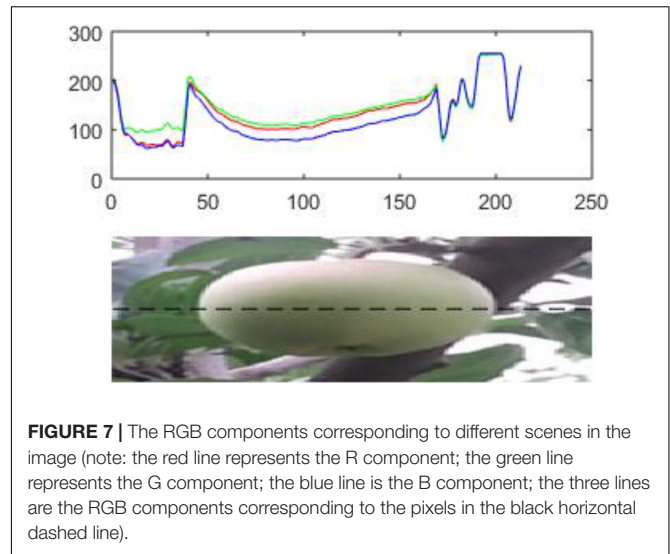 300
200
100
0
0 50 100 150 200 250
FIGURE 7 | The RGB components corresponding to different scenes in the
image (note: the red line represents the R component; the green line
represents the G component; the blue line is the B component; the three lines
are the RGB components corresponding to the pixels in the black horizontal
dashed line).